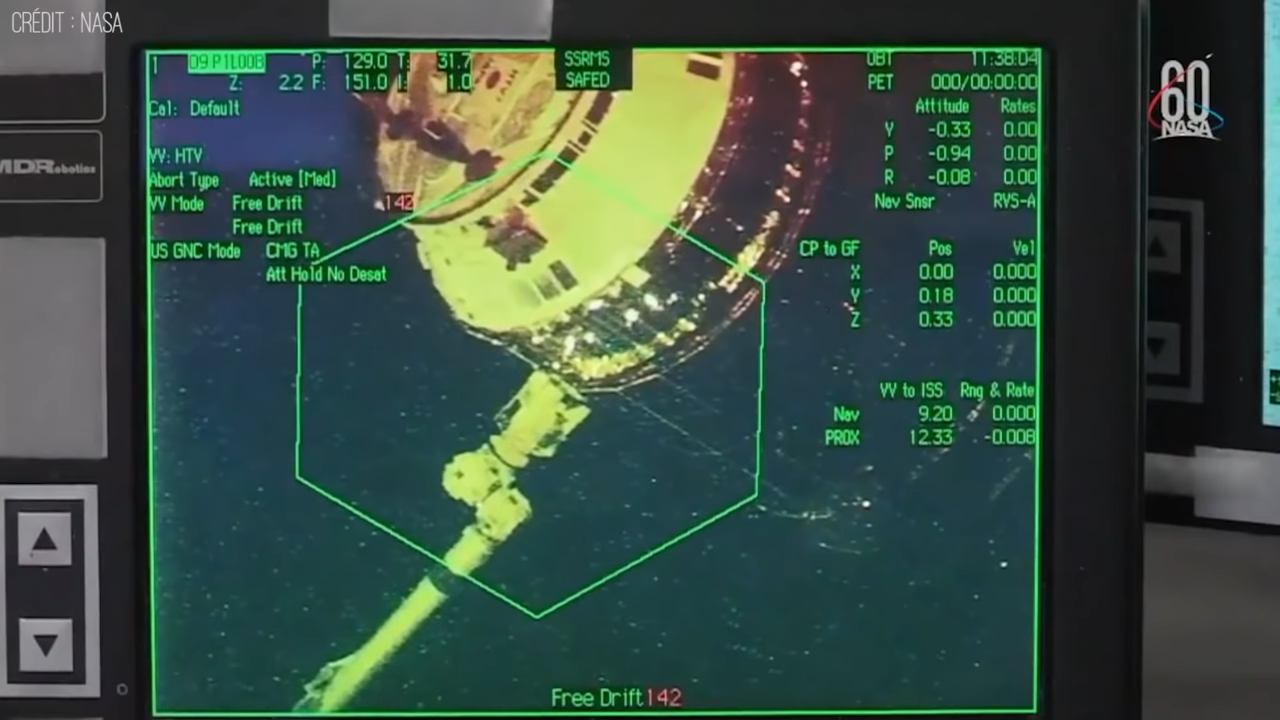 CRÉDIT : NASA
1 09 P1LOOB P: 129.0 T: 31.7
Z: 2.2 F: 151.0 I: 1.0
SSRMS
SAFED
GBT 11:38:04
PET 000/00:00:00
Cal: Default
Attitude Rates
Y -0.33 0.00
P -0.94 0.00
R -0.08 0.00
Nav Snsr RVS-A
VV: HTV
Abort Type Active [Med]
VV Mode Free Drift
Free Drift
142
US GNC Mode CMG TA
Att Hold No Desat
CP to GF Pos Vel
X 0.00 0.000
Y 0.18 0.000
Z 0.33 0.000
VV to ISS Rng & Rate
Nav 9.20 0.000
PROX 12.33 -0.008
Free Drift 142
MDRobotics
60
NASA